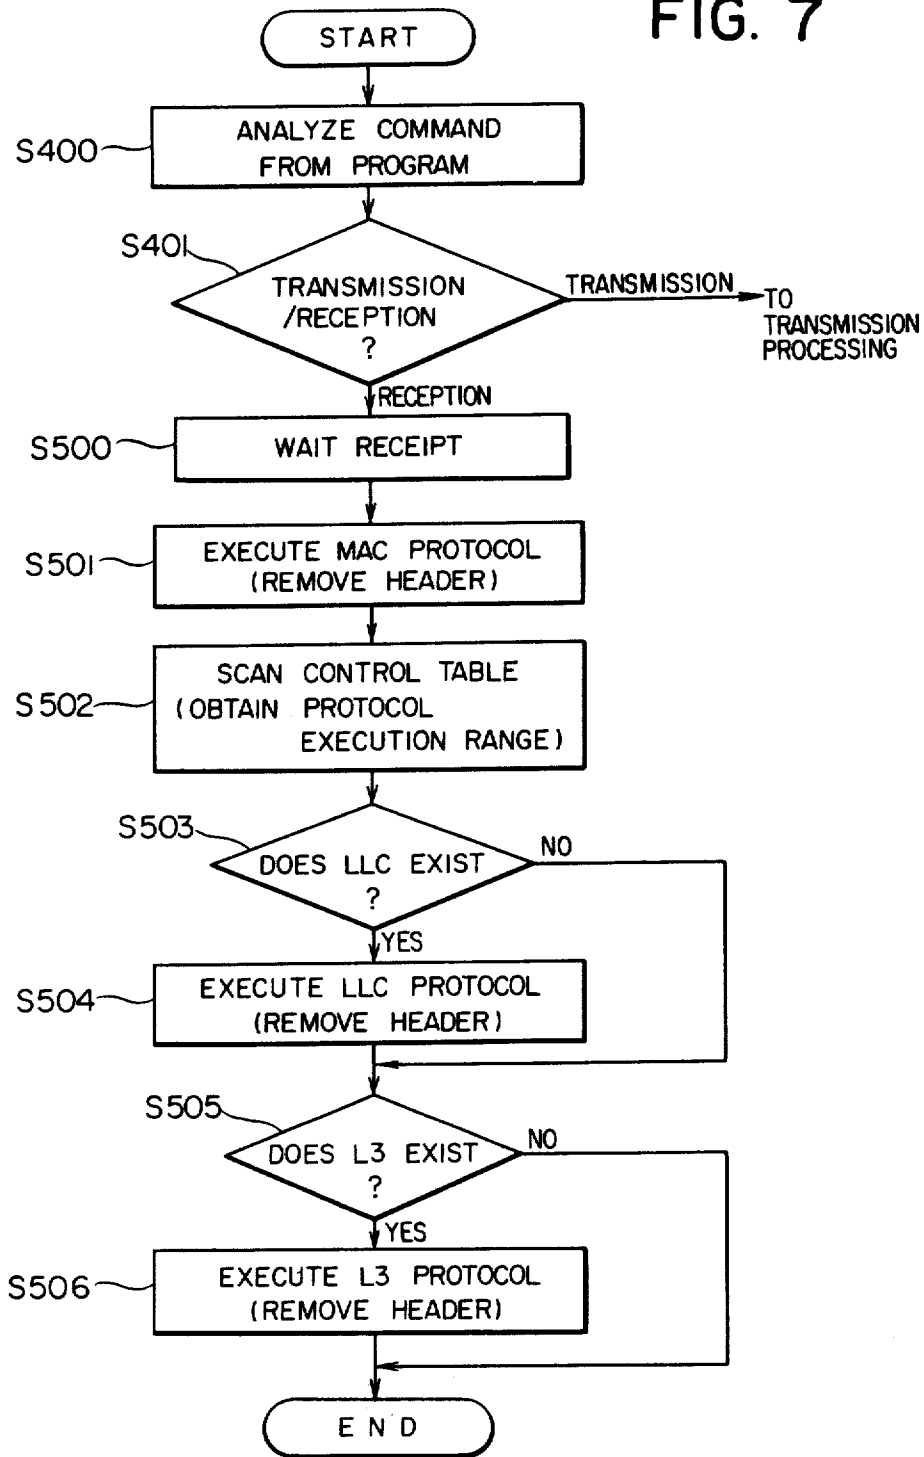 FIG. 7
START
S400
ANALYZE COMMAND
FROM PROGRAM
S401
TRANSMISSION
/RECEPTION
?
TRANSMISSION
TO
TRANSMISSION
PROCESSING
RECEPTION
S500
WAIT RECEIPT
S501
EXECUTE MAC PROTOCOL
(REMOVE HEADER)
S502
SCAN CONTROL TABLE
(OBTAIN PROTOCOL
EXECUTION RANGE)
S503
DOES LLC EXIST
?
NO
YES
S504
EXECUTE LLC PROTOCOL
(REMOVE HEADER)
S505
DOES L3 EXIST
?
NO
YES
S506
EXECUTE L3 PROTOCOL
(REMOVE HEADER)
END